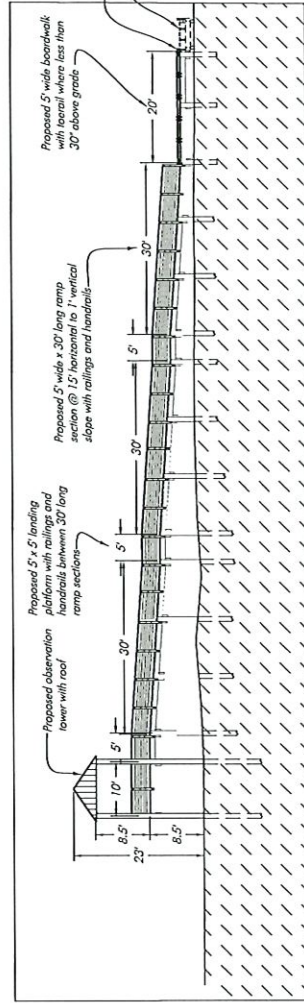 Proposed observation
tower with roof
Proposed 5' x 5' landing
platform with railings and
handrails between 30' long
ramp sections
Proposed 5' wide x 30' long ramp
section @ 15' horizontal to 1' vertical
slope with railings and handrails
Proposed 5' wide boardwalk
with toerail where less than
30" above grade
23'
8.5'
8.5'
10'
5'
30'
5'
30'
5'
30'
20'